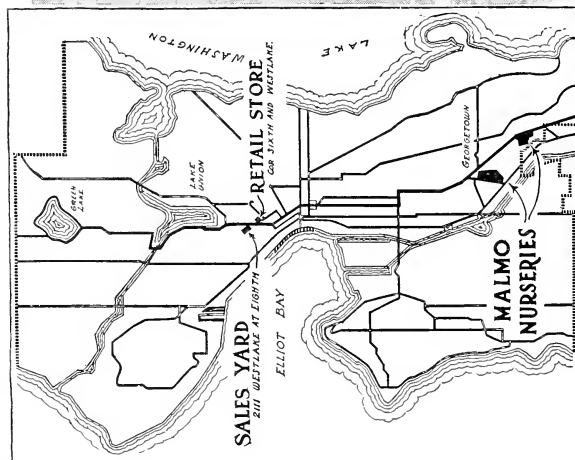 LAKE
WASHINGTON
RETAIL STORE
COR SIXTH AND WESTLAKE.
GREEN
LAKE
LAKE
UNION
SALES YARD
2111 WESTLAKE AT EIGHTH
ELLIOT BAY
GEORGETOWN
MALMO
NURSERIES